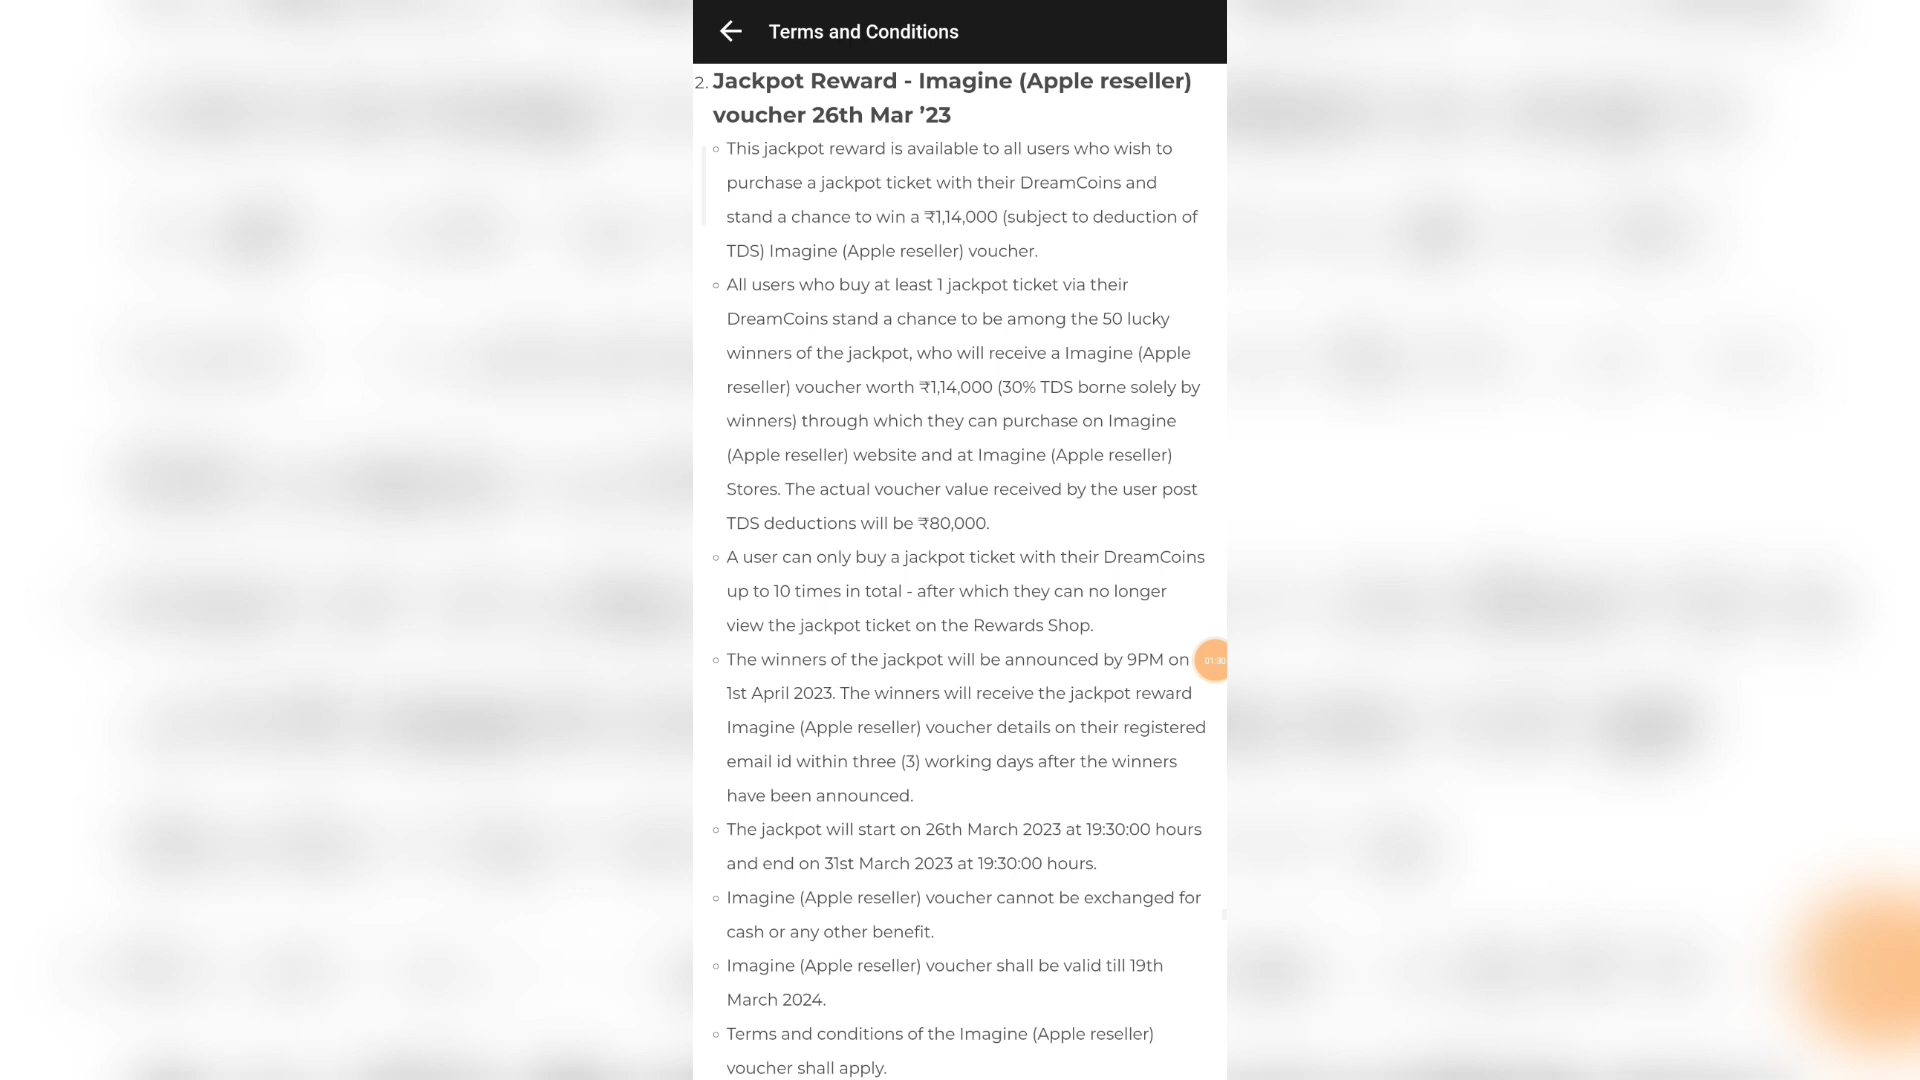 Terms and Conditions
2. Jackpot Reward - Imagine (Apple reseller)
voucher 26th Mar ’23
○ This jackpot reward is available to all users who wish to
purchase a jackpot ticket with their DreamCoins and
stand a chance to win a ₹1,14,000 (subject to deduction of
TDS) Imagine (Apple reseller) voucher.
○ All users who buy at least 1 jackpot ticket via their
DreamCoins stand a chance to be among the 50 lucky
winners of the jackpot, who will receive a Imagine (Apple
reseller) voucher worth ₹1,14,000 (30% TDS borne solely by
winners) through which they can purchase on Imagine
(Apple reseller) website and at Imagine (Apple reseller)
Stores. The actual voucher value received by the user post
TDS deductions will be ₹80,000.
○ A user can only buy a jackpot ticket with their DreamCoins
up to 10 times in total - after which they can no longer
view the jackpot ticket on the Rewards Shop.
○ The winners of the jackpot will be announced by 9PM on
01:30
1st April 2023. The winners will receive the jackpot reward
Imagine (Apple reseller) voucher details on their registered
email id within three (3) working days after the winners
have been announced.
○ The jackpot will start on 26th March 2023 at 19:30:00 hours
and end on 31st March 2023 at 19:30:00 hours.
○ Imagine (Apple reseller) voucher cannot be exchanged for
cash or any other benefit.
○ Imagine (Apple reseller) voucher shall be valid till 19th
March 2024.
○ Terms and conditions of the Imagine (Apple reseller)
voucher shall apply.